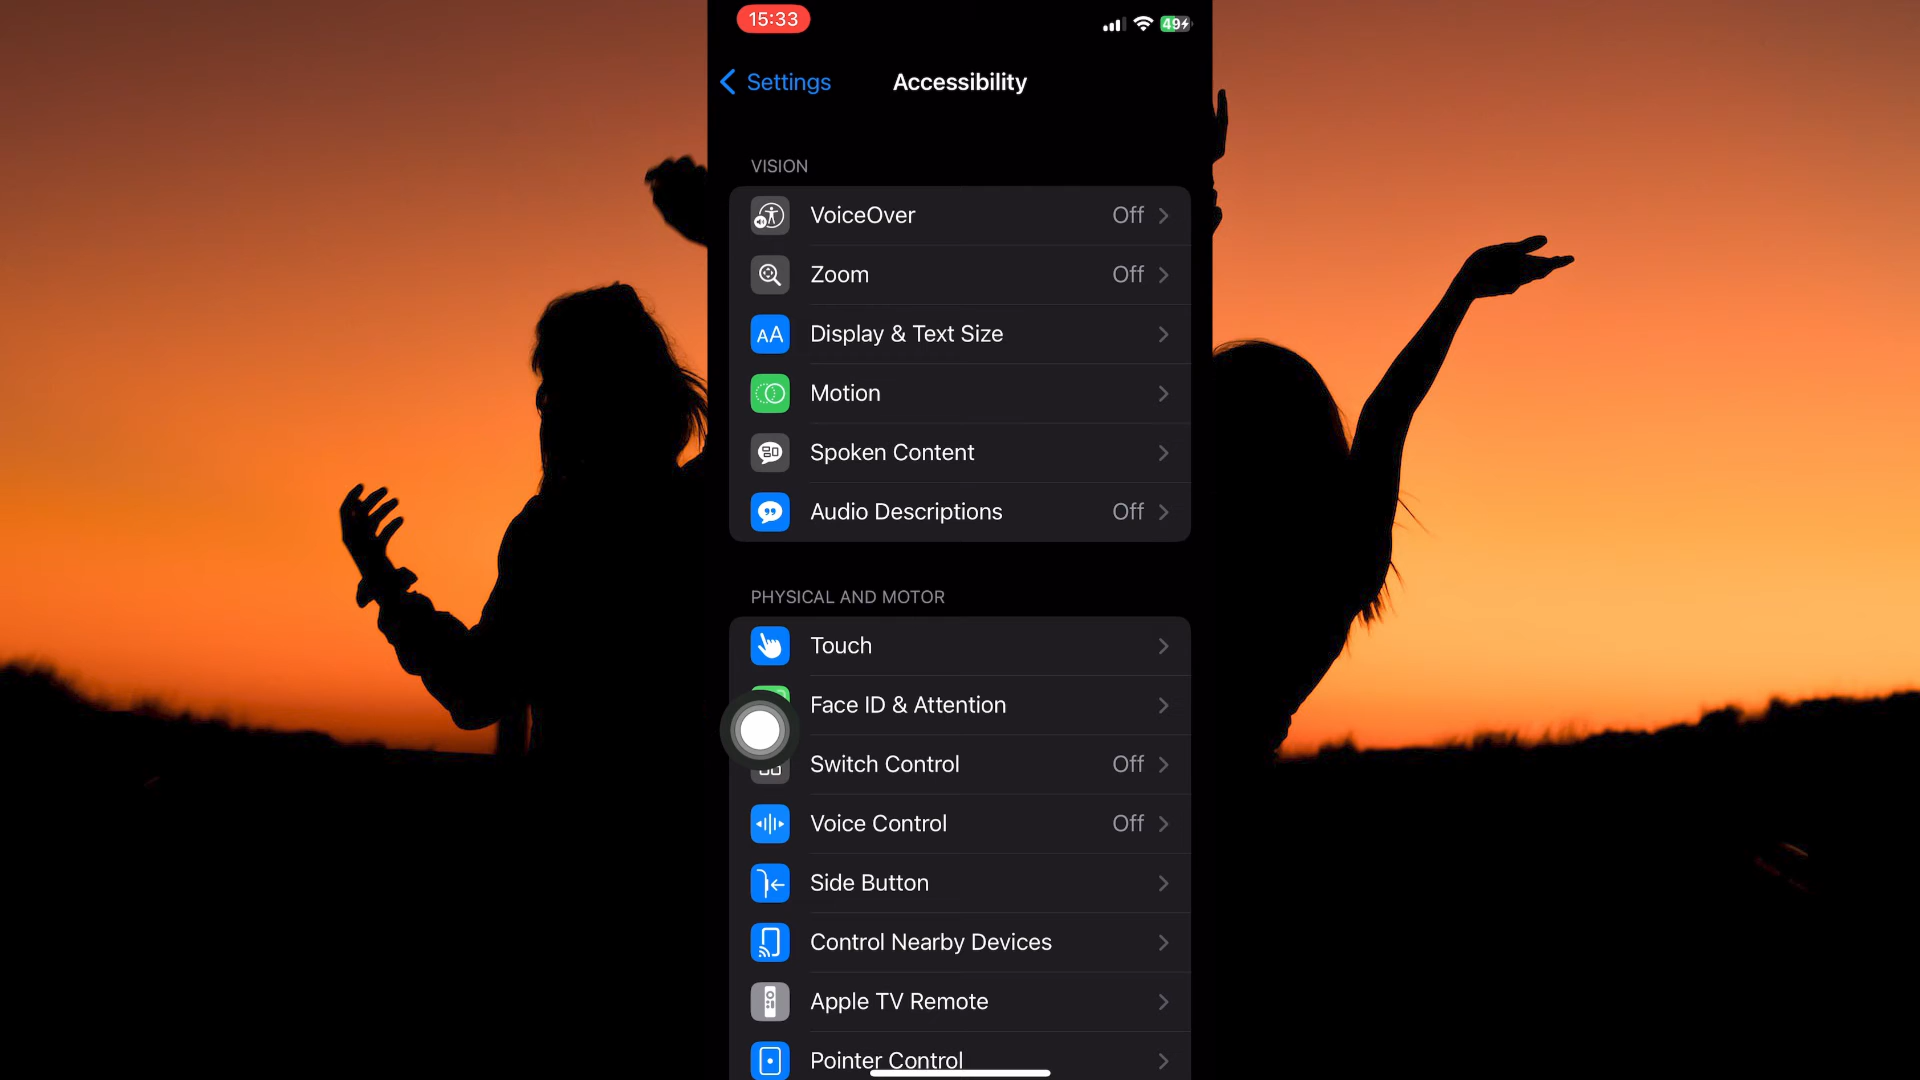 15:33
49
Settings
Accessibility
VISION
VoiceOver Off
Zoom Off
AA Display & Text Size
Motion
Spoken Content
Audio Descriptions Off
PHYSICAL AND MOTOR
Touch
Face ID & Attention
Switch Control Off
Voice Control Off
Side Button
Control Nearby Devices
Apple TV Remote
Pointer Control